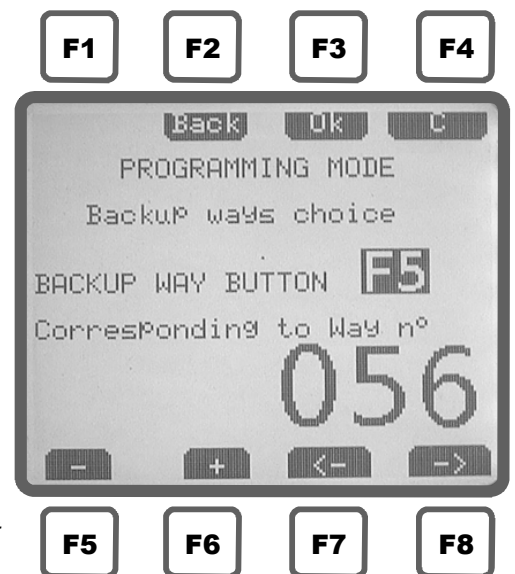 F1 F2 F3 F4
Back Ok C
PROGRAMMING MODE
Backup ways choice
BACKUP WAY BUTTON F5
Corresponding to Way nº
056
- + <- ->
F5 F6 F7 F8